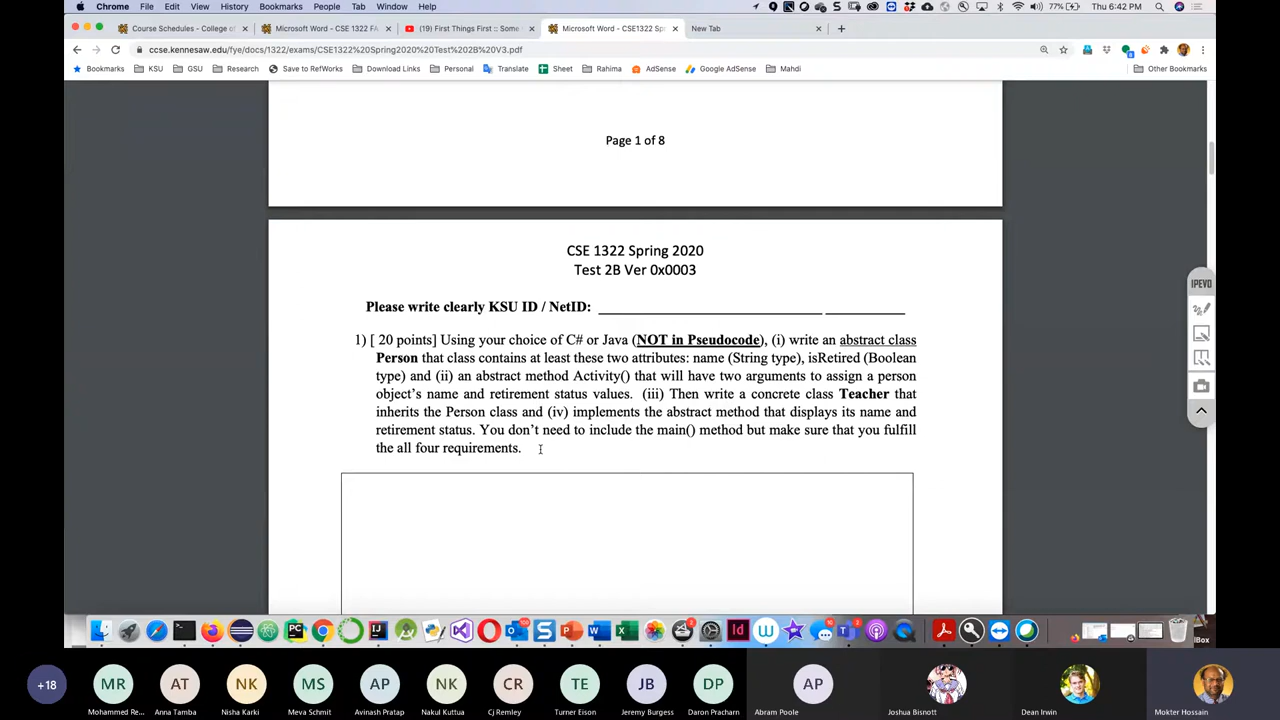 Chrome File Edit View History Bookmarks People Tab Window Help 77% Thu 6:42 PM
Course Schedules - College of
Microsoft Word - CSE 1322 FA
(19) First Things First :: Some
Microsoft Word - CSE1322 Sp
New Tab
ccse.kennesaw.edu/fye/docs/1322/exams/CSE1322%20Spring2020%20Test%202B%20V3.pdf
Bookmarks KSU GSU Research Save to RefWorks Download Links Personal Translate Sheet Rahima AdSense Google AdSense Mahdi Other Bookmarks
Page 1 of 8
CSE 1322 Spring 2020
Test 2B Ver 0x0003
Please write clearly KSU ID / NetID: ______________________________ __________
1) [ 20 points] Using your choice of C# or Java (NOT in Pseudocode), (i) write an abstract class
Person that class contains at least these two attributes: name (String type), isRetired (Boolean
type) and (ii) an abstract method Activity() that will have two arguments to assign a person
object's name and retirement status values. (iii) Then write a concrete class Teacher that
inherits the Person class and (iv) implements the abstract method that displays its name and
retirement status. You don't need to include the main() method but make sure that you fulfill
the all four requirements.
IPEVO
+18 MR AT NK MS AP NK CR TE JB DP AP
Mohammed Re... Anna Tamba Nisha Karki Meva Schmit Avinash Pratap Nakul Kuttua Cj Remley Turner Eison Jeremy Burgess Daron Pracharn Abram Poole Joshua Bisnott Dean Irwin Mokter Hossain